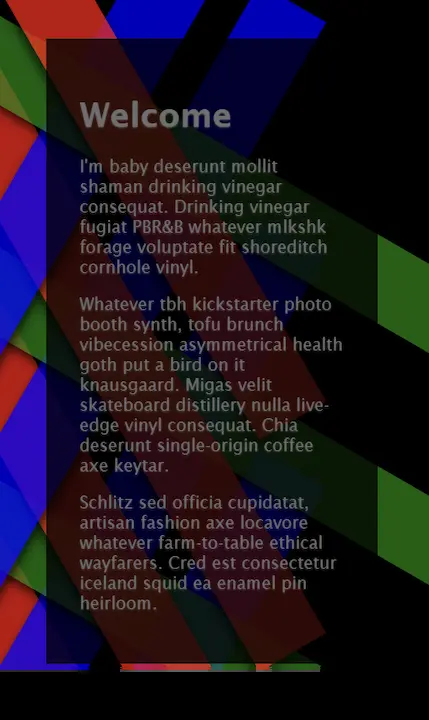 Welcome
I'm baby deserunt mollit
shaman drinking vinegar
consequat. Drinking vinegar
fugiat PBR&B whatever mlkshk
forage voluptate fit shoreditch
cornhole vinyl.
Whatever tbh kickstarter photo
booth synth, tofu brunch
vibecession asymmetrical health
goth put a bird on it
knausgaard. Migas velit
skateboard distillery nulla live-
edge vinyl consequat. Chia
deserunt single-origin coffee
axe keytar.
Schlitz sed officia cupidatat,
artisan fashion axe locavore
whatever farm-to-table ethical
wayfarers. Cred est consectetur
iceland squid ea enamel pin
heirloom.